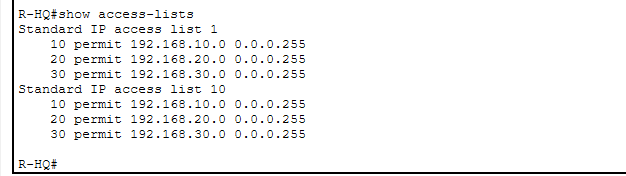 R-HQ#show access-lists
Standard IP access list 1
    10 permit 192.168.10.0 0.0.0.255
    20 permit 192.168.20.0 0.0.0.255
    30 permit 192.168.30.0 0.0.0.255
Standard IP access list 10
    10 permit 192.168.10.0 0.0.0.255
    20 permit 192.168.20.0 0.0.0.255
    30 permit 192.168.30.0 0.0.0.255
R-HQ#